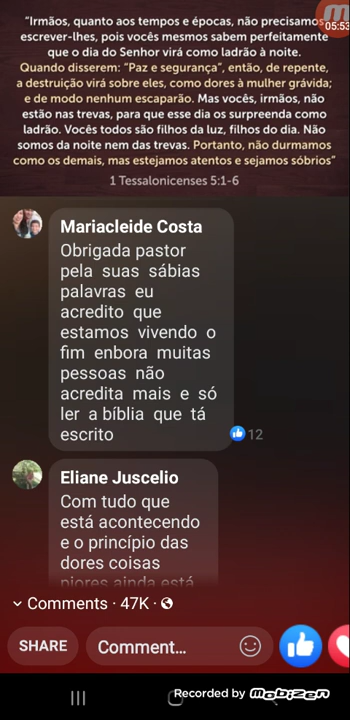 “Irmãos, quanto aos tempos e épocas, não precisamos
escrever-lhes, pois vocês mesmos sabem perfeitamente
que o dia do Senhor virá como ladrão à noite.
Quando disserem: “Paz e segurança”, então, de repente,
a destruição virá sobre eles, como dores à mulher grávida;
e de modo nenhum escaparão. Mas vocês, irmãos, não
estão nas trevas, para que esse dia os surpreenda como
ladrão. Vocês todos são filhos da luz, filhos do dia. Não
somos da noite nem das trevas. Portanto, não durmamos
como os demais, mas estejamos atentos e sejamos sóbrios”
1 Tessalonicenses 5:1-6
05:53
Mariacleide Costa
Obrigada pastor
pela suas sábias
palavras eu
acredito que
estamos vivendo o
fim enbora muitas
pessoas não
acredita mais e só
ler a bíblia que tá
escrito
12
Eliane Juscelio
Com tudo que
está acontecendo
e o princípio das
dores coisas
piores ainda está
Comments · 47K ·
SHARE
Comment...
Recorded by Mobizen